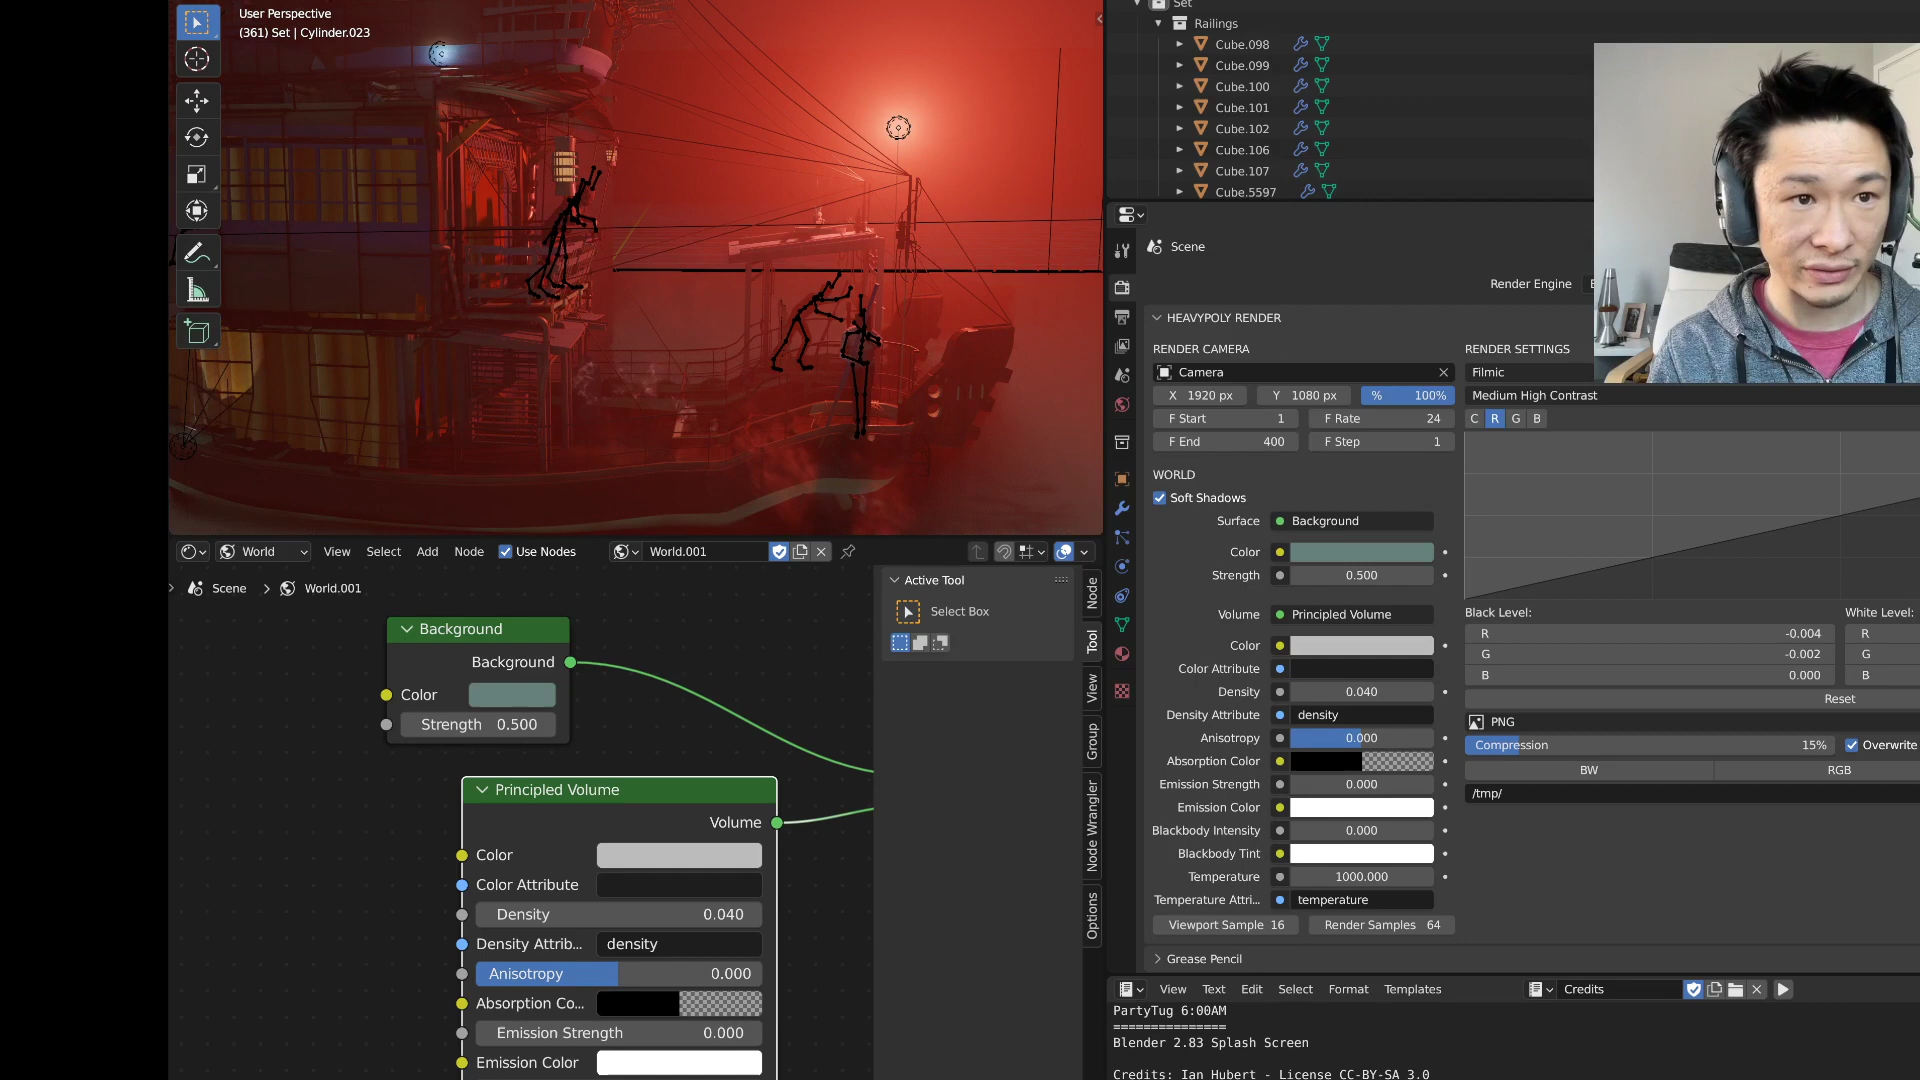 User Perspective
(361) Set | Cylinder.023
Set
Railings
Cube.098
Cube.099
Cube.100
Cube.101
Cube.102
Cube.106
Cube.107
Cube.5597
Scene
Render Engine
HEAVYPOLY RENDER
RENDER CAMERA
RENDER SETTINGS
Camera
Filmic
X 1920 px
Y 1080 px
% 100%
Medium High Contrast
F Start 1
F Rate 24
C R G B
F End 400
F Step 1
WORLD
Soft Shadows
Surface Background
Color
Strength 0.500
Volume Principled Volume
Color
Color Attribute
Density 0.040
Density Attribute density
Anisotropy 0.000
Absorption Color
Emission Strength 0.000
Emission Color
Blackbody Intensity 0.000
Blackbody Tint
Temperature 1000.000
Temperature Attri... temperature
Viewport Sample 16
Render Samples 64
Black Level:
White Level:
R -0.004
R
G -0.002
G
B 0.000
B
Reset
PNG
Compression 15%
Overwrite
BW
RGB
/tmp/
Grease Pencil
World View Select Add Node Use Nodes World.001
Scene > World.001
Background
Background
Color
Strength 0.500
Principled Volume
Volume
Color
Color Attribute
Density 0.040
Density Attrib... density
Anisotropy 0.000
Absorption Co...
Emission Strength 0.000
Emission Color
Active Tool
Select Box
Node
Tool
View
Group
Node Wrangler
Options
View Text Edit Select Format Templates Credits
PartyTug 6:00AM
===============
Blender 2.83 Splash Screen
Credits: Ian Hubert - License CC-BY-SA 3.0